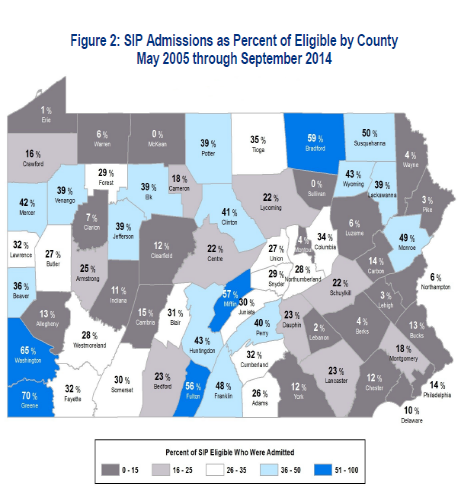 Figure 2: SIP Admissions as Percent of Eligible by County
May 2005 through September 2014
1 %
Erie
6 %
Warren
0 %
McKean
39 %
Potter
35 %
Tioga
59 %
Bradford
50 %
Susquehanna
4 %
Wayne
16 %
Crawford
29 %
Forest
39 %
Elk
18 %
Cameron
22 %
Lycoming
0 %
Sullivan
43 %
Wyoming
39 %
Lackawanna
3 %
Pike
42 %
Mercer
39 %
Venango
7 %
Clarion
39 %
Jefferson
12 %
Clearfield
41 %
Clinton
6 %
Luzerne
49 %
Monroe
32 %
Lawrence
27 %
Butler
25 %
Armstrong
22 %
Centre
27 %
Union
4 %
34 %
Columbia
14 %
Carbon
6 %
Northampton
36 %
Beaver
13 %
Allegheny
11 %
Indiana
15 %
Cambria
31 %
Blair
57 %
Mifflin
30 %
Juniata
29 %
Snyder
28 %
Northumberland
22 %
Schuylkill
3 %
Lehigh
65 %
Washington
28 %
Westmoreland
43 %
Huntingdon
40 %
Perry
23 %
Dauphin
2 %
Lebanon
4 %
Berks
13 %
Bucks
18 %
Montgomery
70 %
Greene
32 %
Fayette
30 %
Somerset
23 %
Bedford
56 %
Fulton
48 %
Franklin
32 %
Cumberland
26 %
Adams
12 %
York
23 %
Lancaster
12 %
Chester
14 %
Philadelphia
10 %
Delaware
Percent of SIP Eligible Who Were Admitted
0 - 15
16 - 25
26 - 35
36 - 50
51 - 100